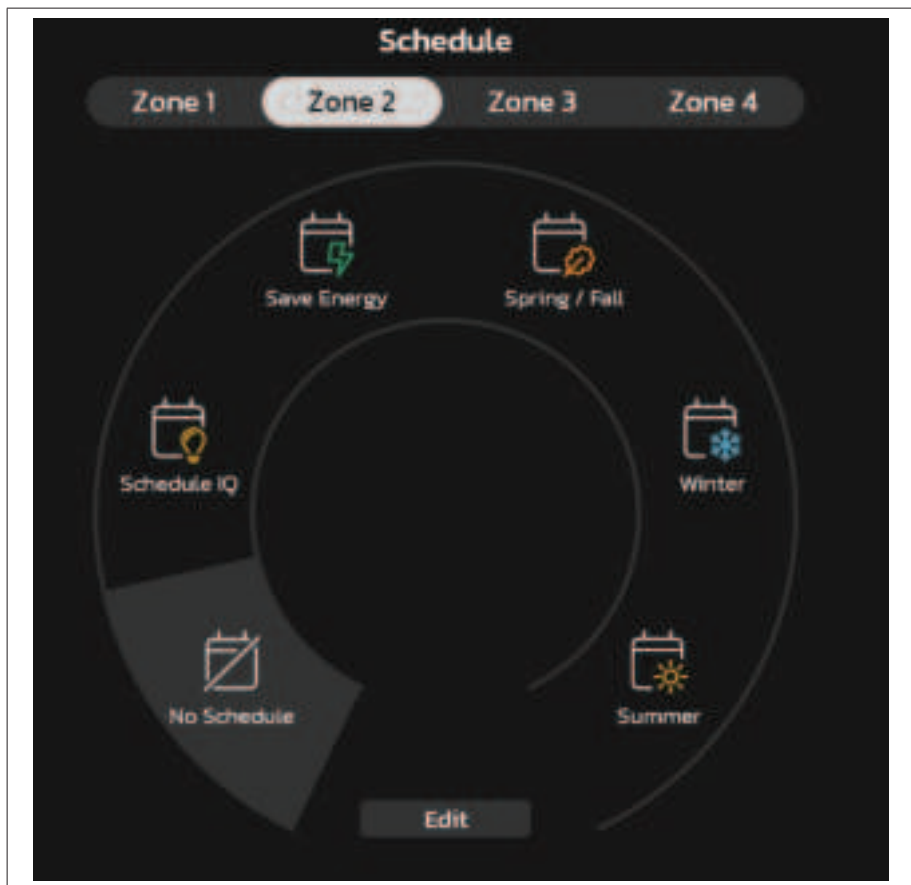 Schedule
Zone 1 Zone 2 Zone 3 Zone 4
Save Energy Spring / Fall
Schedule IQ Winter
No Schedule Summer
Edit